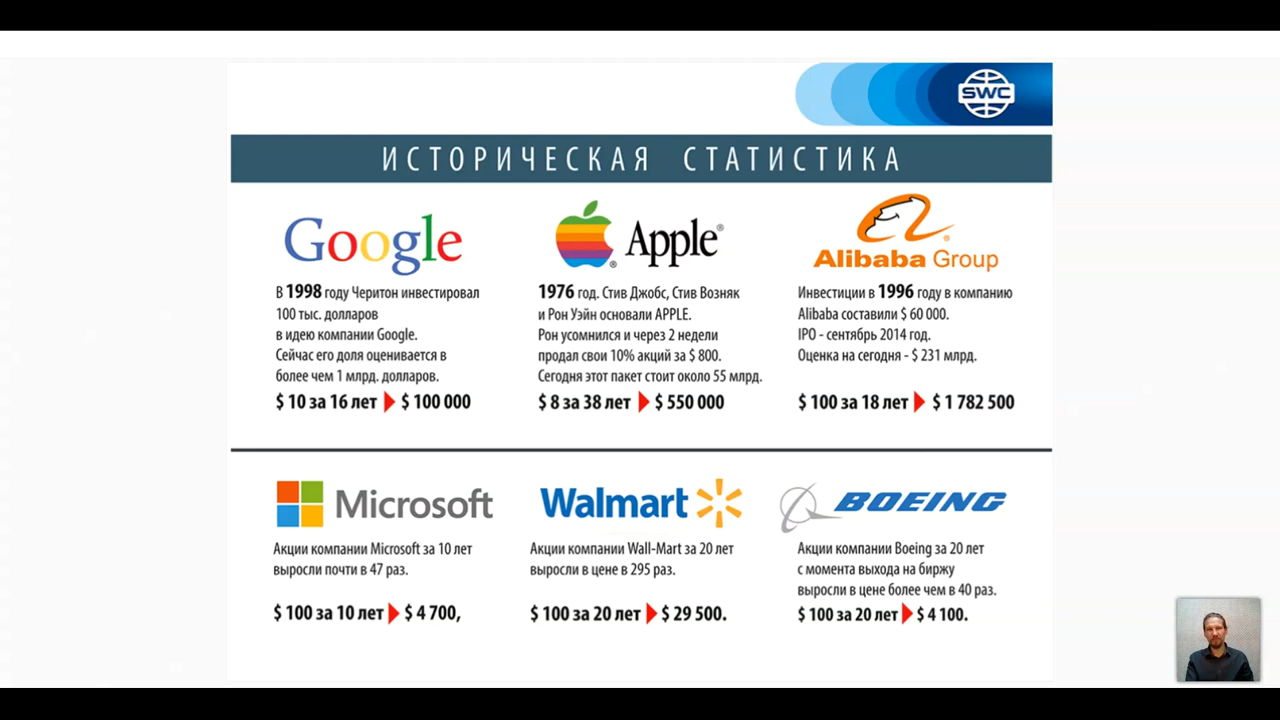 SWC
ИСТОРИЧЕСКАЯ СТАТИСТИКА
Google
В 1998 году Черитон инвестировал
100 тыс. долларов
в идею компании Google.
Сейчас его доля оценивается в
более чем 1 млрд. долларов.
$ 10 за 16 лет $ 100 000
Apple
1976 год. Стив Джобс, Стив Возняк
и Рон Уэйн основали APPLE.
Рон усомнился и через 2 недели
продал свои 10% акций за $ 800.
Сегодня этот пакет стоит около 55 млрд.
$ 8 за 38 лет $ 550 000
Alibaba Group
Инвестиции в 1996 году в компанию
Alibaba составили $ 60 000.
IPO - сентябрь 2014 год.
Оценка на сегодня - $ 231 млрд.
$ 100 за 18 лет $ 1 782 500
Microsoft
Акции компании Microsoft за 10 лет
выросли почти в 47 раз.
$ 100 за 10 лет $ 4 700,
Walmart
Акции компании Wall-Mart за 20 лет
выросли в цене в 295 раз.
$ 100 за 20 лет $ 29 500.
BOEING
Акции компании Boeing за 20 лет
с момента выхода на биржу
выросли в цене более чем в 40 раз.
$ 100 за 20 лет $ 4 100.